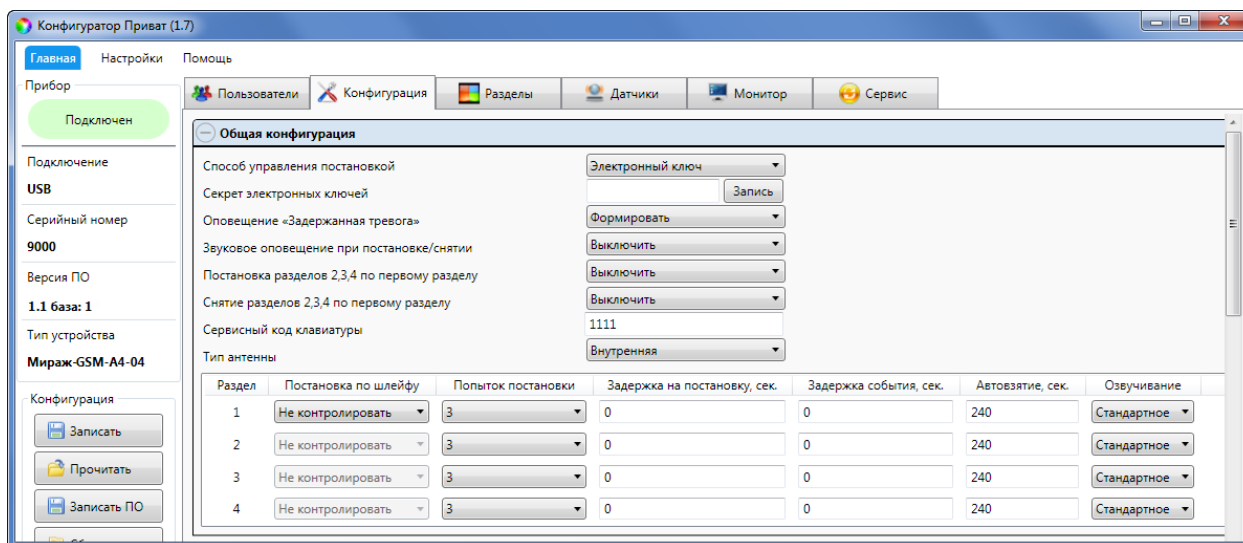 Конфигуратор Приват (1.7)
Главная Настройки Помощь
Прибор
Подключен
Подключение
USB
Серийный номер
9000
Версия ПО
1.1 база: 1
Тип устройства
Мираж-GSM-A4-04
Конфигурация
Записать
Прочитать
Записать ПО
Пользователи Конфигурация Разделы Датчики Монитор Сервис
Общая конфигурация
Способ управления постановкой Электронный ключ
Секрет электронных ключей Запись
Оповещение «Задержанная тревога» Формировать
Звуковое оповещение при постановке/снятии Выключить
Постановка разделов 2,3,4 по первому разделу Выключить
Снятие разделов 2,3,4 по первому разделу Выключить
Сервисный код клавиатуры 1111
Тип антенны Внутренняя
Раздел Постановка по шлейфу Попыток постановки Задержка на постановку, сек. Задержка события, сек. Автовзятие, сек. Озвучивание
1 Не контролировать 3 0 0 240 Стандартное
2 Не контролировать 3 0 0 240 Стандартное
3 Не контролировать 3 0 0 240 Стандартное
4 Не контролировать 3 0 0 240 Стандартное